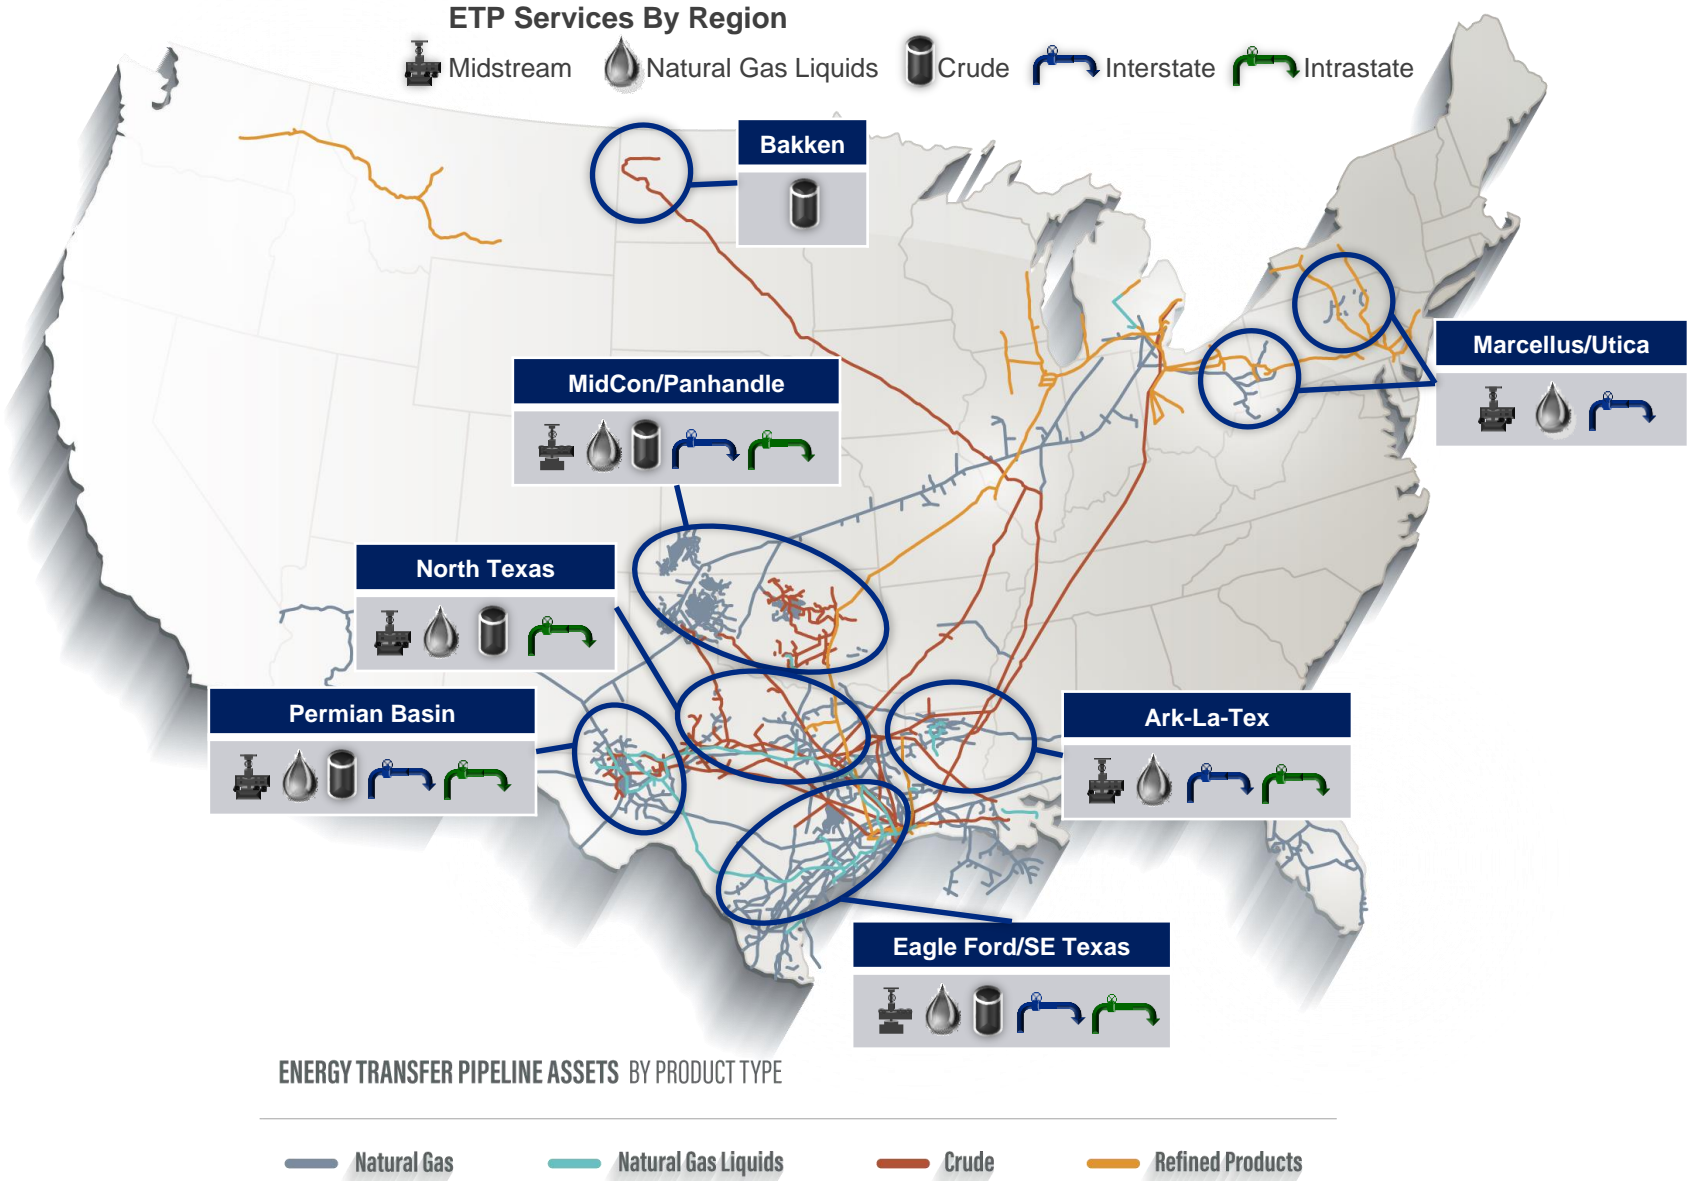 ETP Services By Region
Midstream
Natural Gas Liquids
Crude
Interstate
Intrastate
Bakken
Marcellus/Utica
MidCon/Panhandle
North Texas
Permian Basin
Ark-La-Tex
Eagle Ford/SE Texas
ENERGY TRANSFER PIPELINE ASSETS BY PRODUCT TYPE
Natural Gas
Natural Gas Liquids
Crude
Refined Products